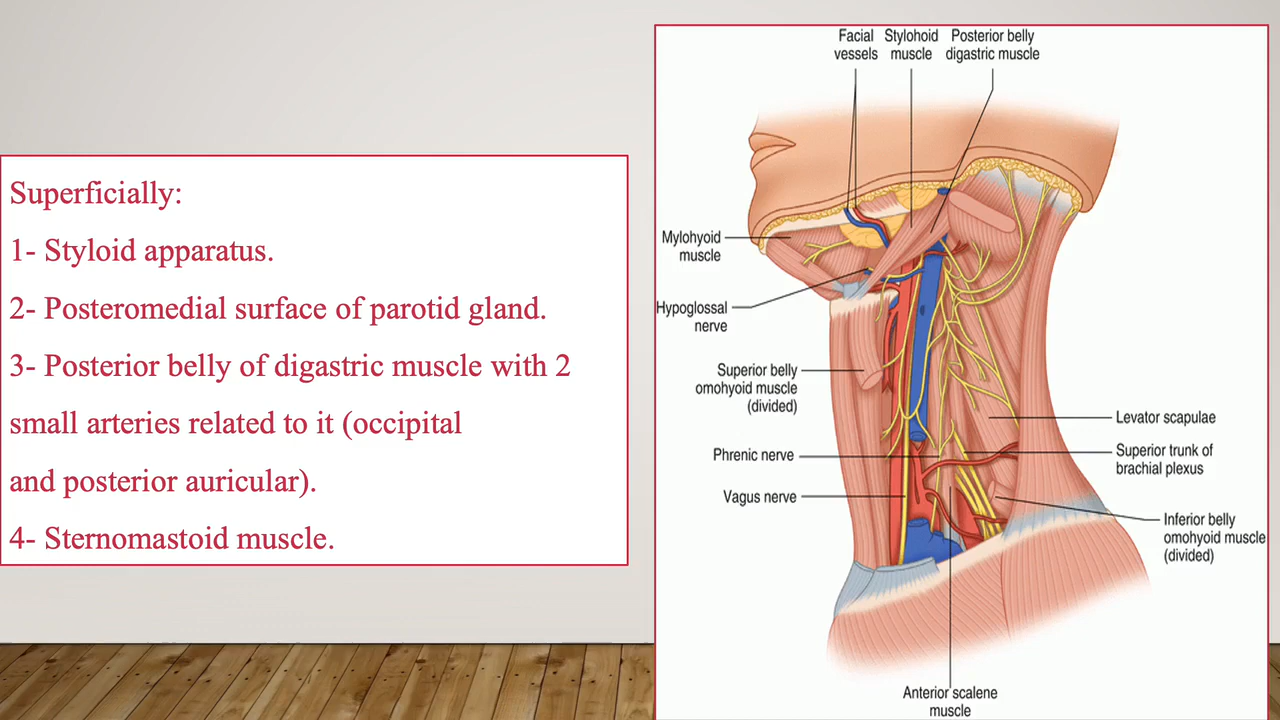 Superficially:
1- Styloid apparatus.
2- Posteromedial surface of parotid gland.
3- Posterior belly of digastric muscle with 2
small arteries related to it (occipital
and posterior auricular).
4- Sternomastoid muscle.
Facial
vessels
Stylohoid
muscle
Posterior belly
digastric muscle
Mylohyoid
muscle
Hypoglossal
nerve
Superior belly
omohyoid muscle
(divided)
Phrenic nerve
Vagus nerve
Levator scapulae
Superior trunk of
brachial plexus
Inferior belly
omohyoid muscle
(divided)
Anterior scalene
muscle